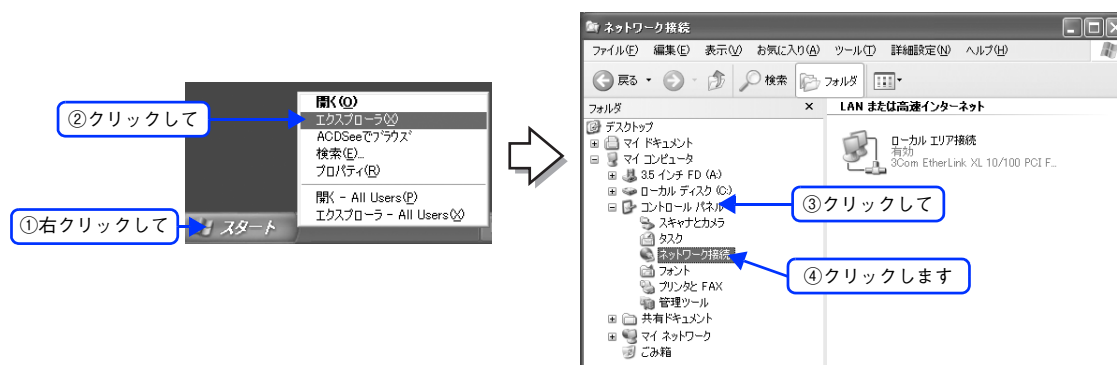 ②クリックして
①右クリックして
スタート
開く(O)
エクスプローラ(X)
ACDSeeでブラウズ
検索(E)...
プロパティ(R)
開く - All Users(P)
エクスプローラ - All Users(X)
ネットワーク接続
ファイル(F) 編集(E) 表示(V) お気に入り(A) ツール(T) 詳細設定(N) ヘルプ(H)
戻る 検索 フォルダ
フォルダ ×
デスクトップ
マイ ドキュメント
マイ コンピュータ
3.5 インチ FD (A:)
ローカル ディスク (C:)
コントロール パネル
スキャナとカメラ
タスク
ネットワーク接続
フォント
プリンタと FAX
管理ツール
共有ドキュメント
マイ ネットワーク
ごみ箱
③クリックして
④クリックします
LAN または高速インターネット
ローカル エリア接続
有効
3Com EtherLink XL 10/100 PCI F...